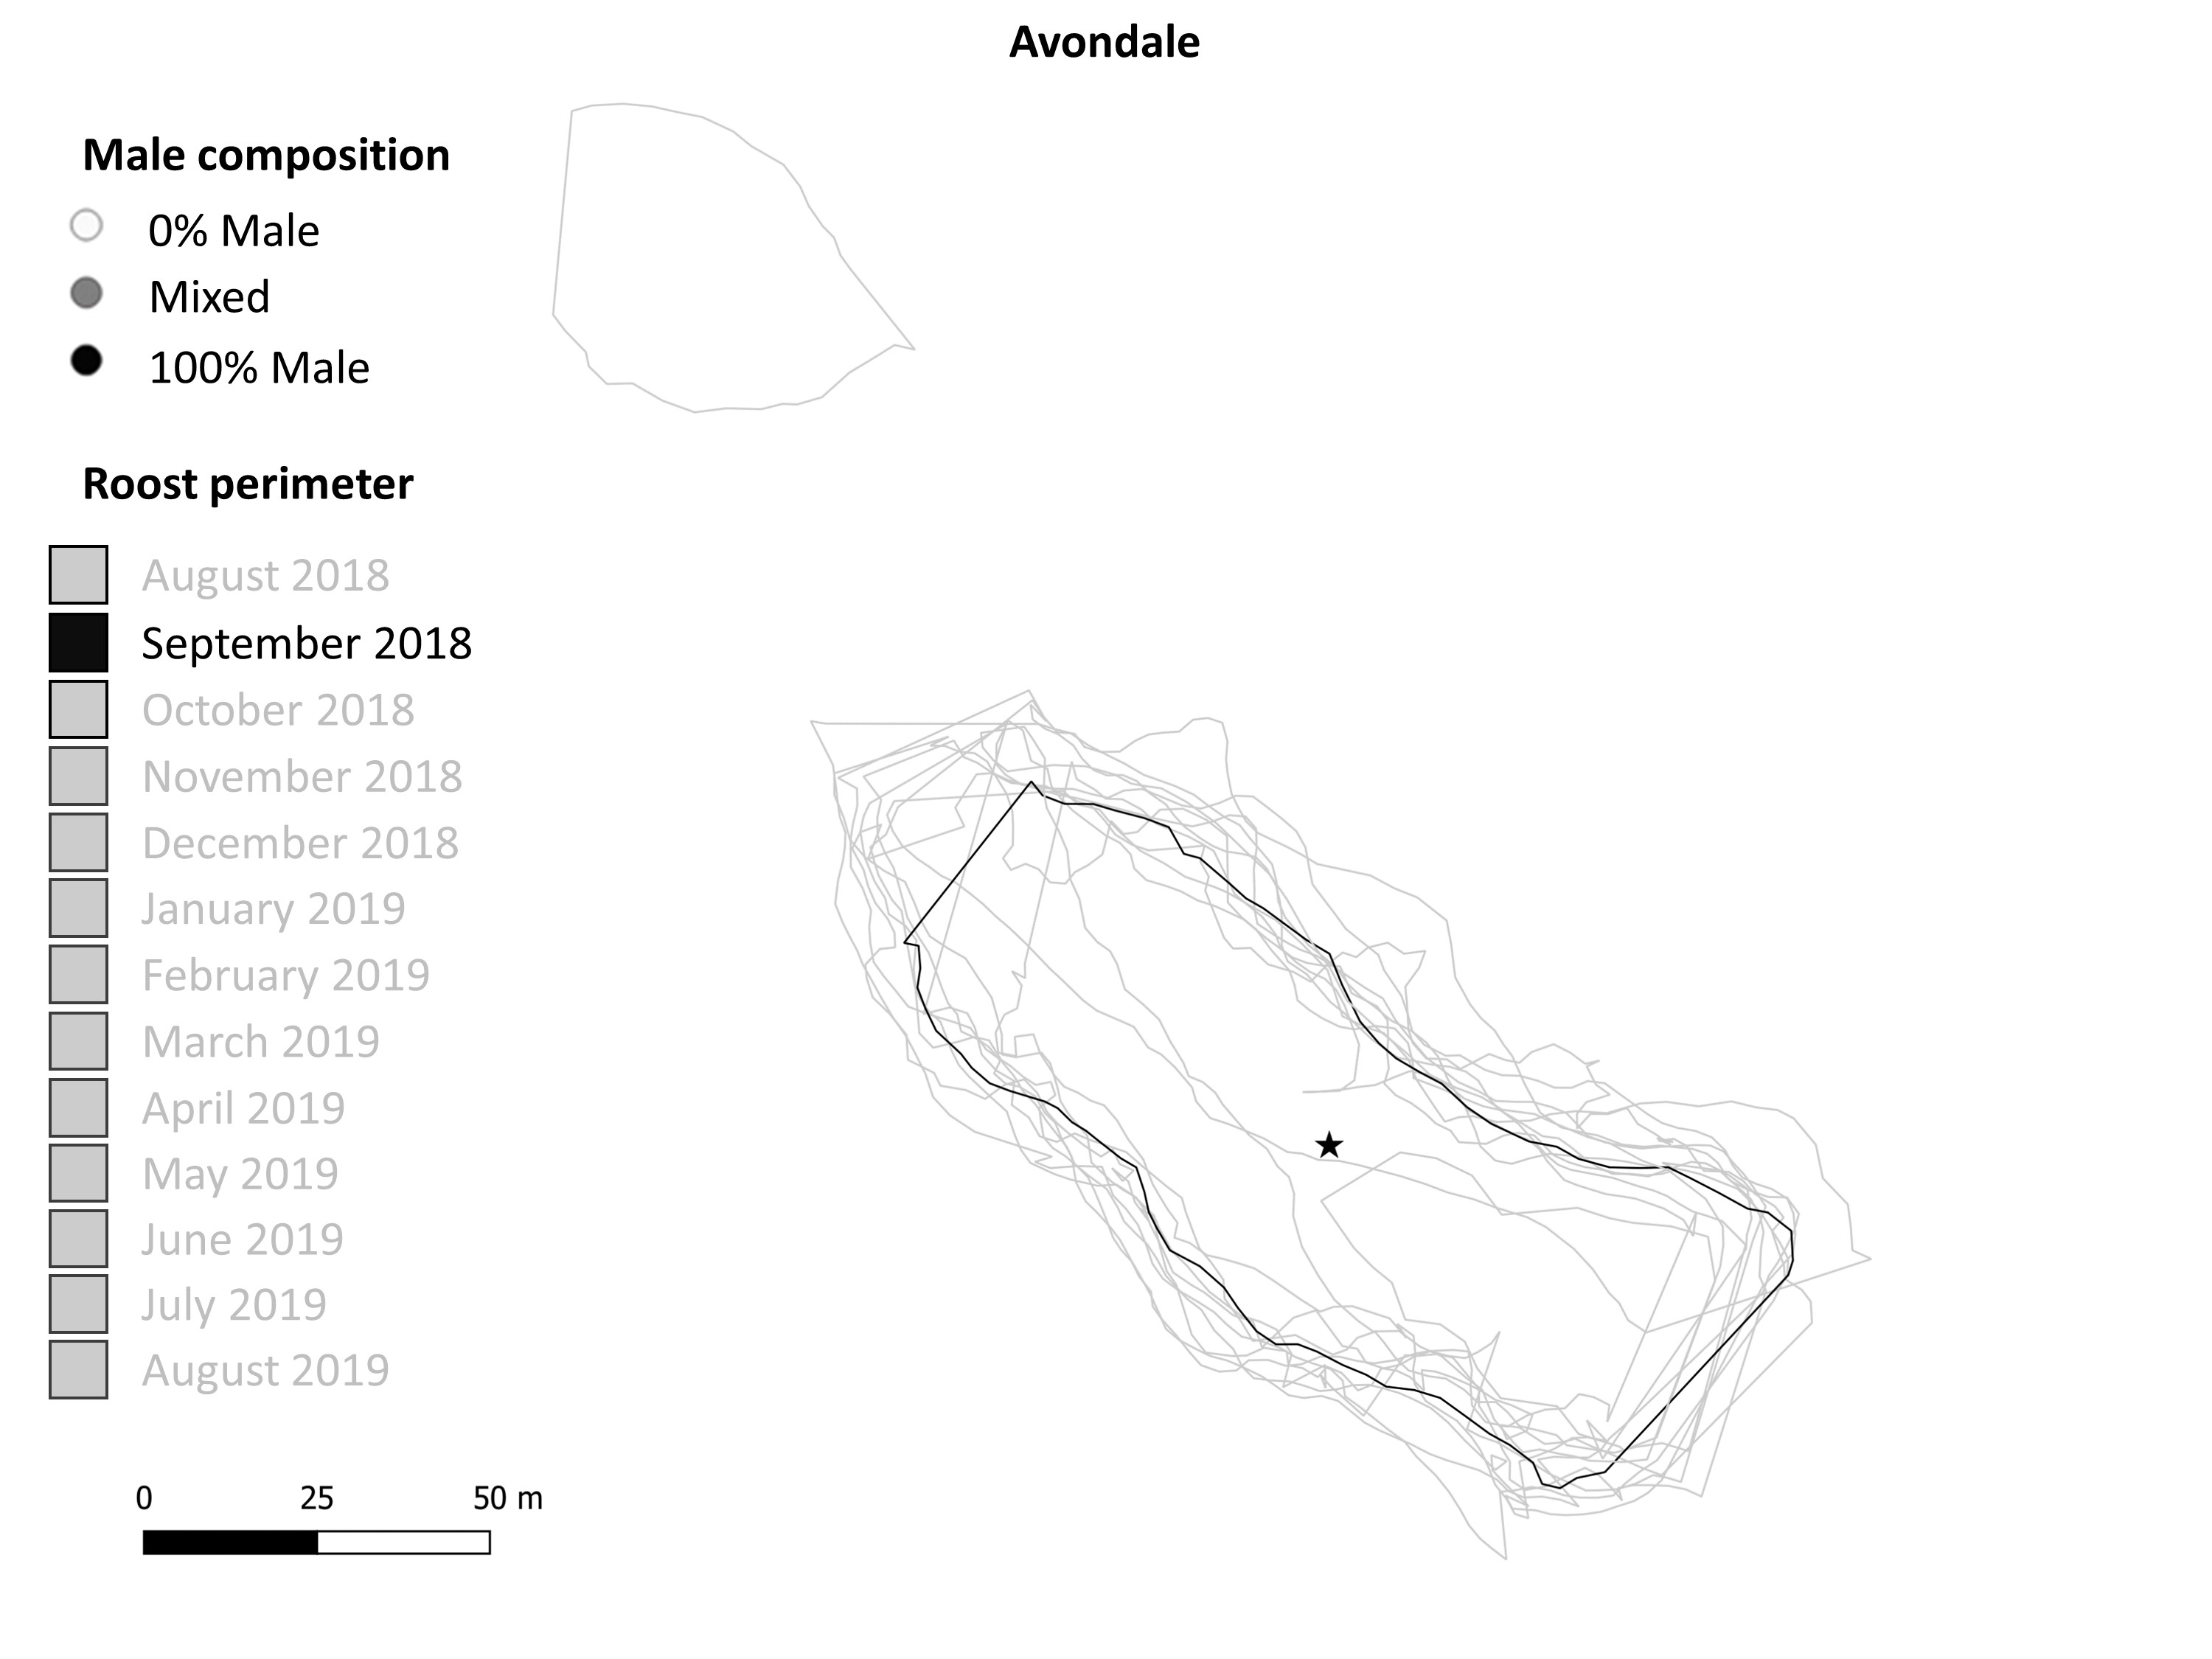 Avondale
Male composition
0% Male
Mixed
100% Male
Roost perimeter
August 2018
September 2018
October 2018
November 2018
December 2018
January 2019
February 2019
March 2019
April 2019
May 2019
June 2019
July 2019
August 2019
0 25 50 m